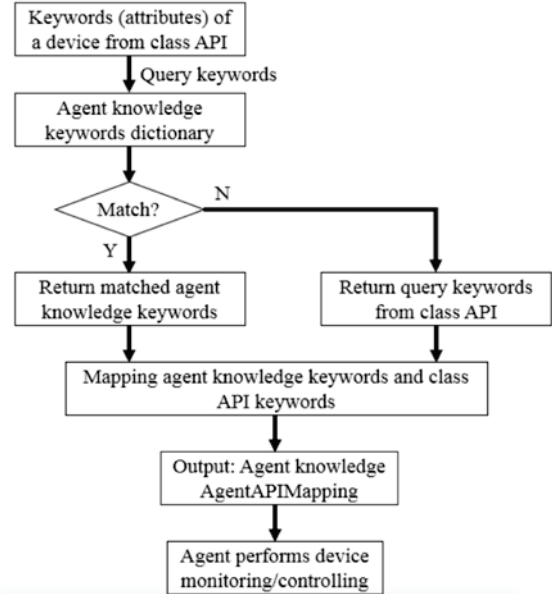 Keywords (attributes) of
a device from class API
Query keywords
Agent knowledge
keywords dictionary
Match?
N
Y
Return matched agent
knowledge keywords
Return query keywords
from class API
Mapping agent knowledge keywords and class
API keywords
Output: Agent knowledge
AgentAPIMapping
Agent performs device
monitoring/controlling